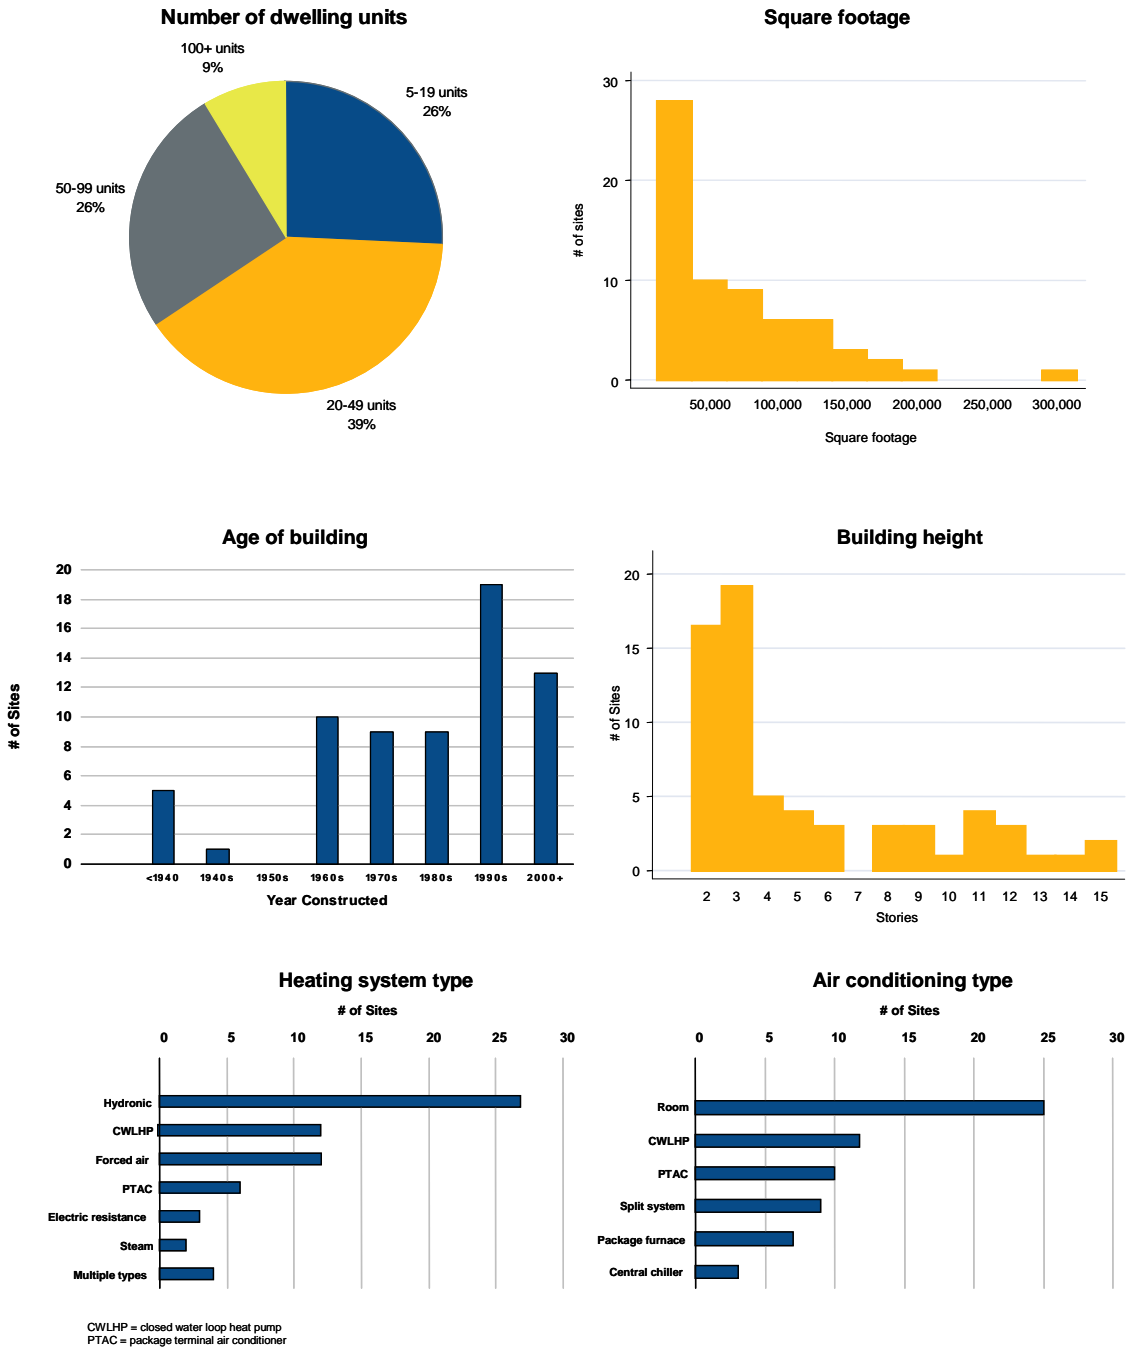 Number of dwelling units
100+ units
9%
5-19 units
26%
50-99 units
26%
20-49 units
39%
Square footage
# of sites
30
20
10
0
50,000 100,000 150,000 200,000 250,000 300,000
Square footage
Age of building
# of Sites
20
18
16
14
12
10
8
6
4
2
0
<1940 1940s 1950s 1960s 1970s 1980s 1990s 2000+
Year Constructed
Building height
# of Sites
20
15
10
5
0
2 3 4 5 6 7 8 9 10 11 12 13 14 15
Stories
Heating system type
# of Sites
0 5 10 15 20 25 30
Hydronic
CWLHP
Forced air
PTAC
Electric resistance
Steam
Multiple types
Air conditioning type
# of Sites
0 5 10 15 20 25 30
Room
CWLHP
PTAC
Split system
Package furnace
Central chiller
CWLHP = closed water loop heat pump
PTAC = package terminal air conditioner